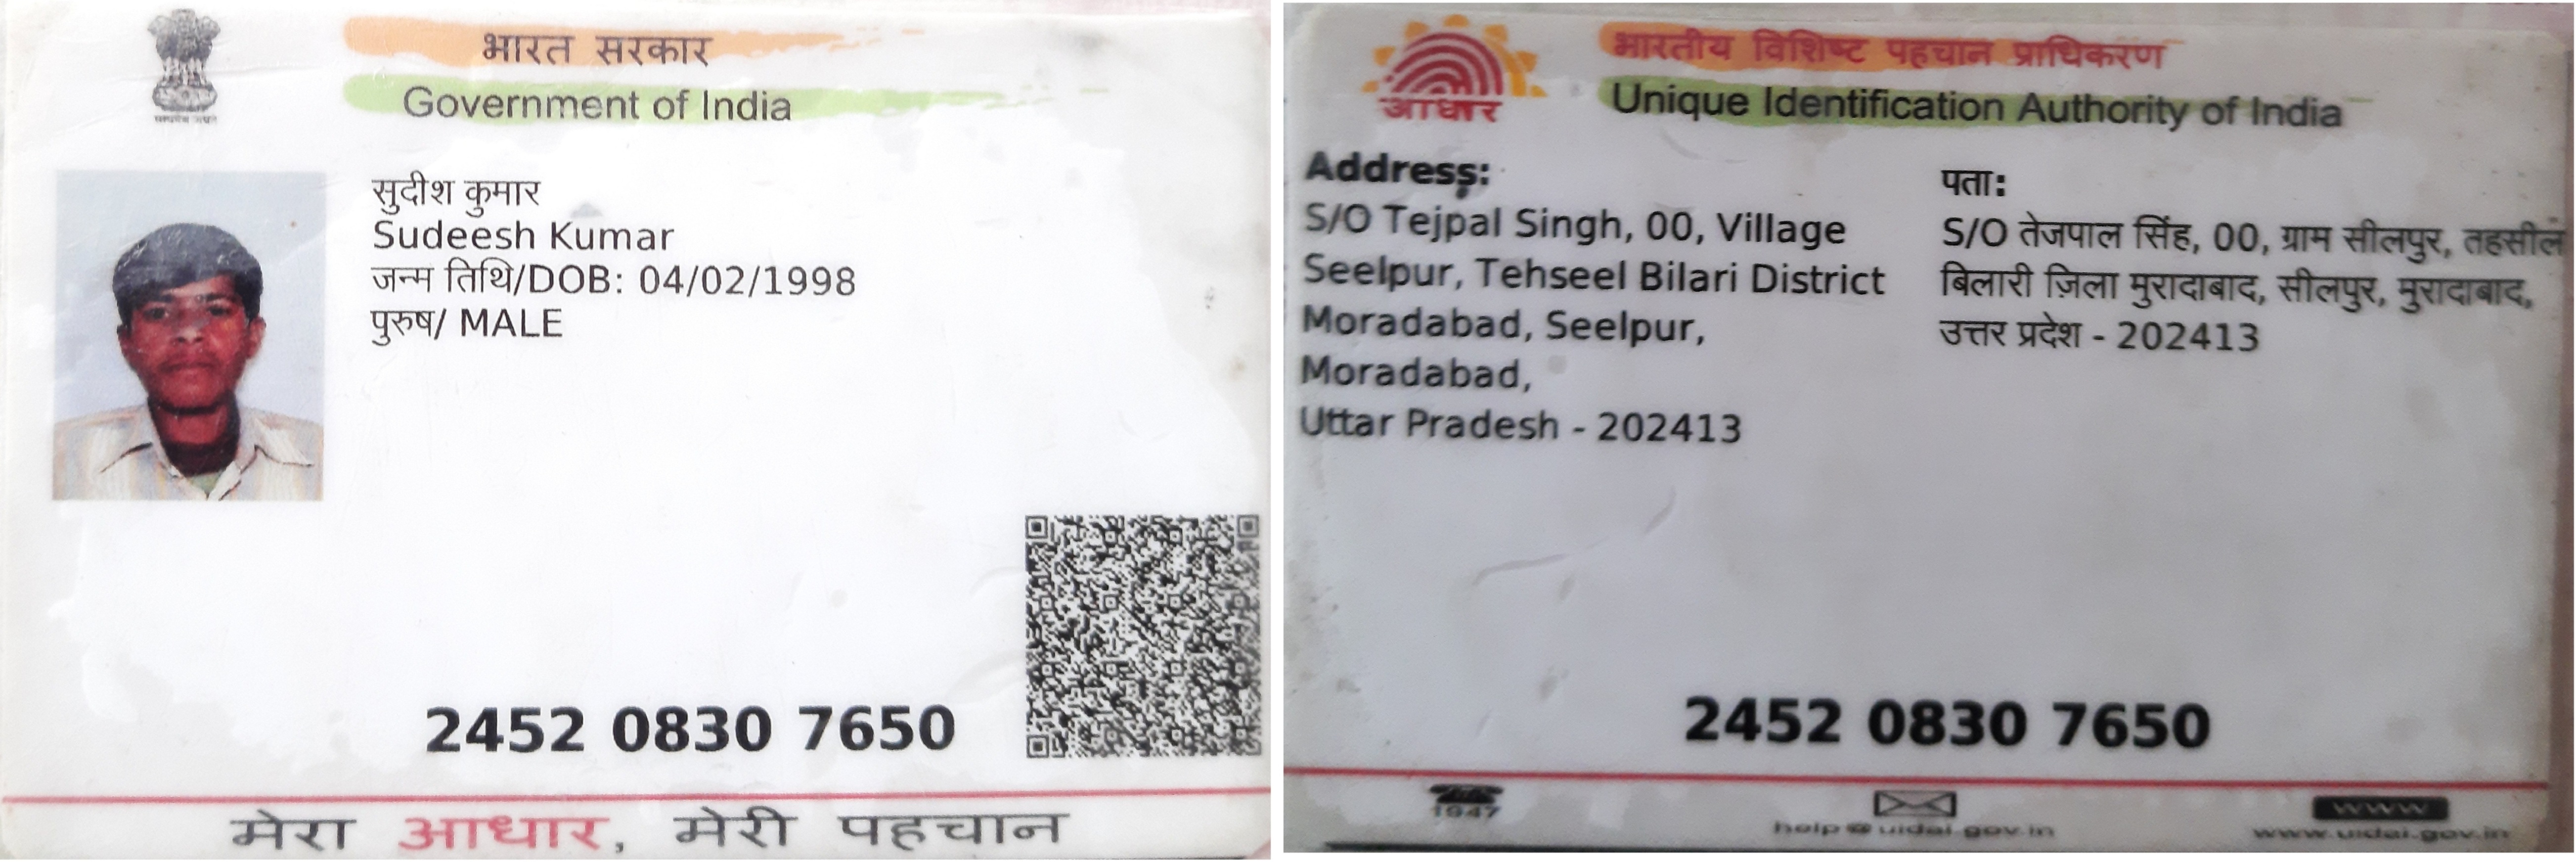 भारत सरकार
Government of India
सुदीश कुमार
Sudeesh Kumar
जन्म तिथि/DOB: 04/02/1998
पुरुष/ MALE
2452 0830 7650
मेरा आधार, मेरी पहचान
भारतीय विशिष्ट पहचान प्राधिकरण
Unique Identification Authority of India
आधार
Address:
S/O Tejpal Singh, 00, Village
Seelpur, Tehseel Bilari District
Moradabad, Seelpur,
Moradabad,
Uttar Pradesh - 202413
पता:
S/O तेजपाल सिंह, 00, ग्राम सीलपुर, तहसील
बिलारी ज़िला मुरादाबाद, सीलपुर, मुरादाबाद,
उत्तर प्रदेश - 202413
2452 0830 7650
1947
help@uidai.gov.in
WWW
www.uidai.gov.in